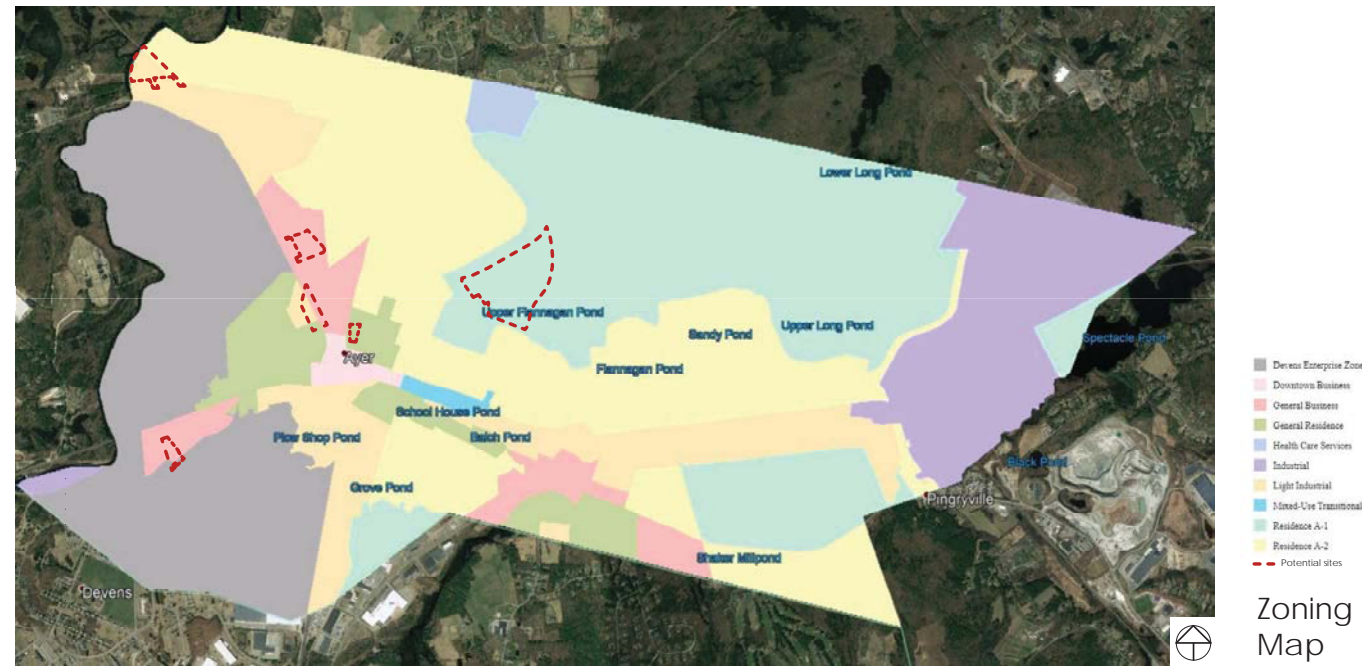 Lower Long Pond
Upper Flannagan Pond
Sandy Pond
Upper Long Pond
Spectacle Pond
Ayer
Flannagan Pond
School House Pond
Plow Shop Pond
Balch Pond
Grove Pond
Black Pond
Pingryville
Shaker Millpond
Devens
Devens Enterprise Zone
Downtown Business
General Business
General Residence
Health Care Services
Industrial
Light Industrial
Mixed-Use Transitional
Residence A-1
Residence A-2
Potential sites
Zoning
Map